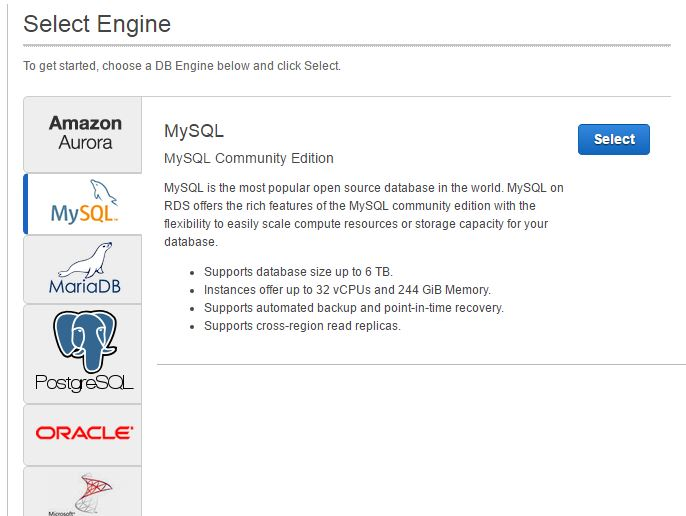 Select Engine
To get started, choose a DB Engine below and click Select.
Amazon
Aurora
MySQL™
MariaDB
PostgreSQL
ORACLE®
Microsoft®
MySQL
Select
MySQL Community Edition
MySQL is the most popular open source database in the world. MySQL on
RDS offers the rich features of the MySQL community edition with the
flexibility to easily scale compute resources or storage capacity for your
database.
• Supports database size up to 6 TB.
• Instances offer up to 32 vCPUs and 244 GiB Memory.
• Supports automated backup and point-in-time recovery.
• Supports cross-region read replicas.